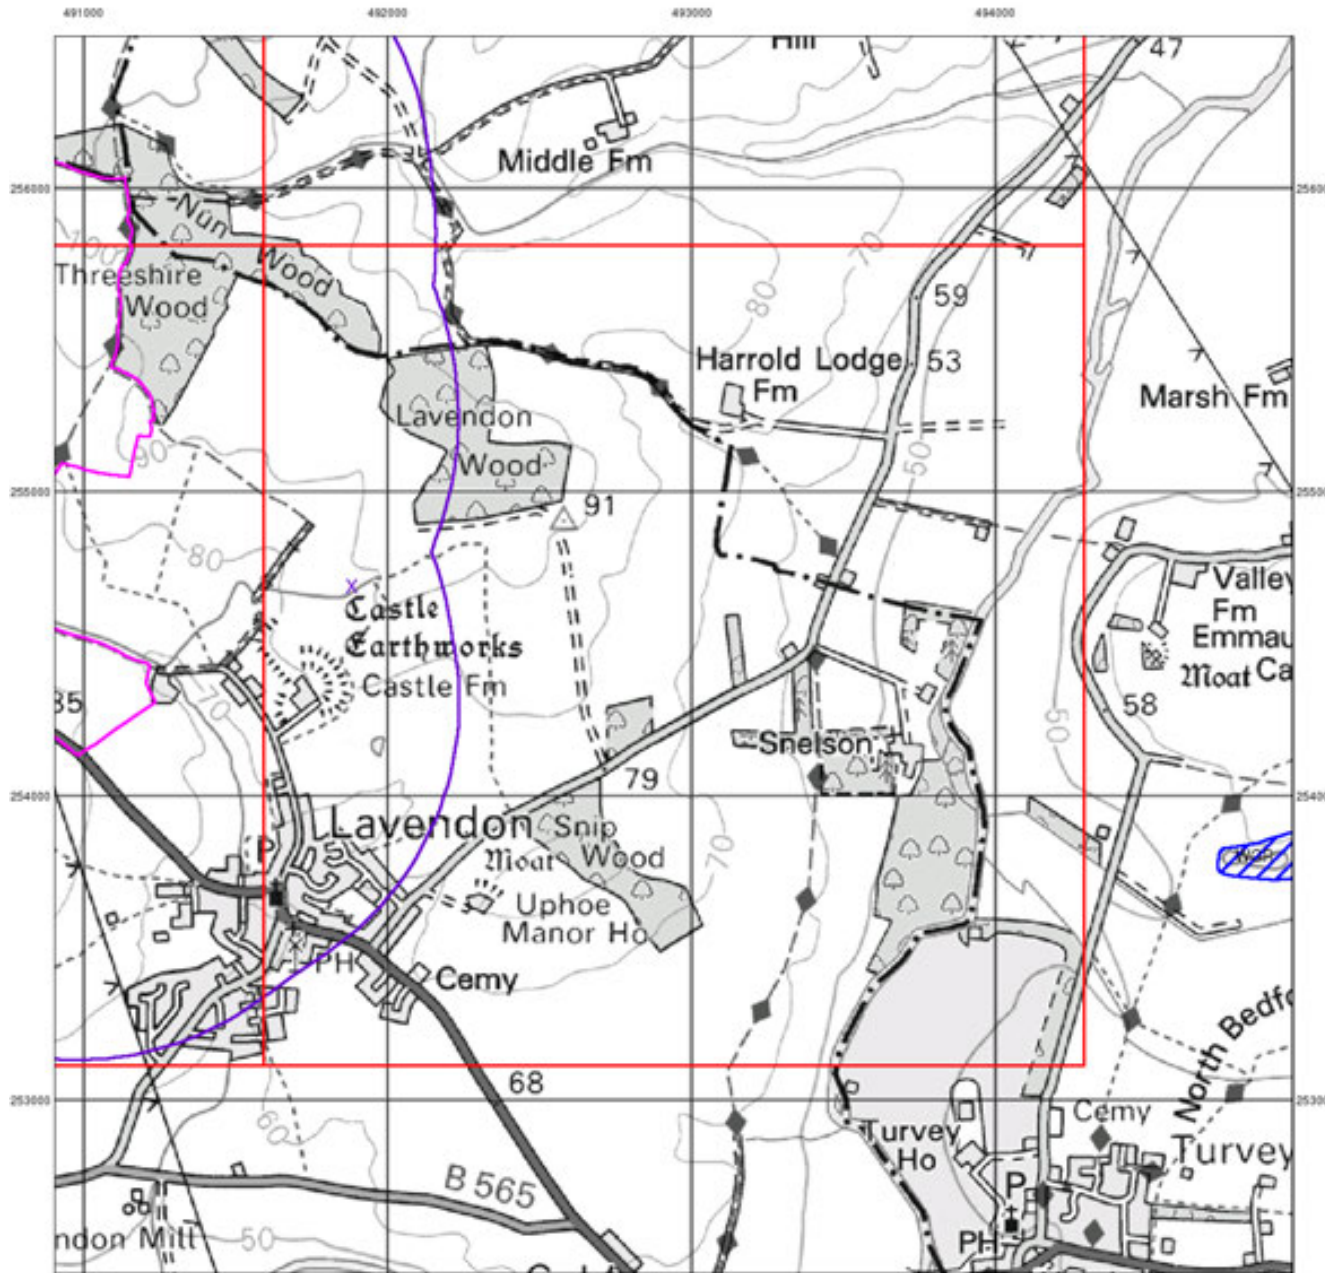 491000 492000 493000 494000
47
Hill
Middle Fm
256000
Nun
Wood
70
100
Threeshire
Wood
80
59
Harrold Lodge
Fm
53
Marsh Fm
Lavendon
Wood
90
50
255000
91
80
Valley
Fm
Castle
Earthworks
Emmau
Moat Ca
Castle Fm
85
70
58
50
Snelson
79
254000
Lavendon
Snip
Wood
Moat
P
70
Uphoe
Manor Ho
PH
Cemy
North Bedfo
68
253000
60
Cemy
Turvey
Ho
Turvey
B 565
P
ndon Mill
50
PH